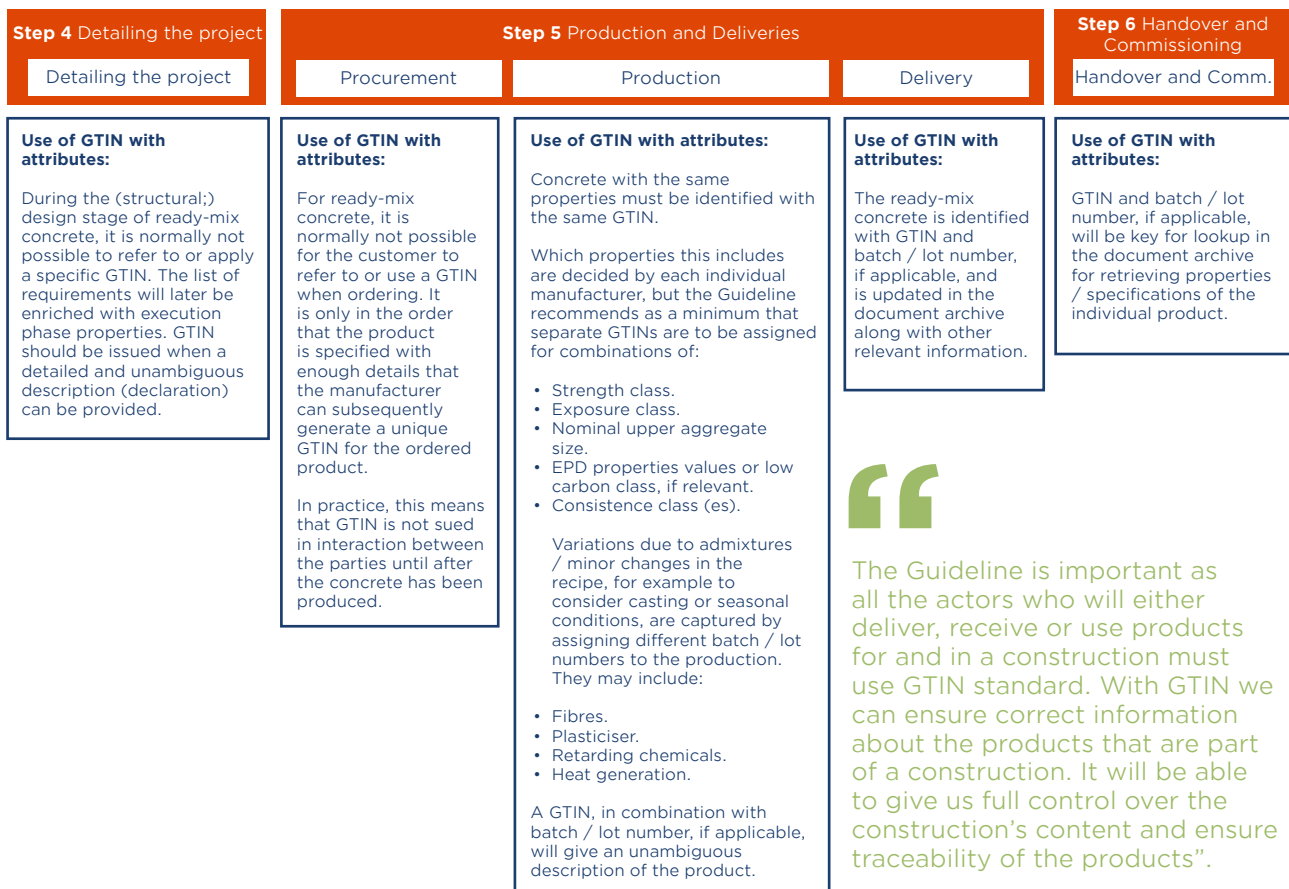 Step 4 Detailing the project
Detailing the project
Step 5 Production and Deliveries
Procurement
Production
Delivery
Step 6 Handover and
Commissioning
Handover and Comm.
Use of GTIN with
attributes:
During the (structural;)
design stage of ready-mix
concrete, it is normally not
possible to refer to or apply
a specific GTIN. The list of
requirements will later be
enriched with execution
phase properties. GTIN
should be issued when a
detailed and unambiguous
description (declaration)
can be provided.
Use of GTIN with
attributes:
For ready-mix
concrete, it is
normally not possible
for the customer to
refer to or use a GTIN
when ordering. It
is only in the order
that the product
is specified with
enough details that
the manufacturer
can subsequently
generate a unique
GTIN for the ordered
product.
In practice, this means
that GTIN is not sued
in interaction between
the parties until after
the concrete has been
produced.
Use of GTIN with attributes:
Concrete with the same
properties must be identified with
the same GTIN.
Which properties this includes
are decided by each individual
manufacturer, but the Guideline
recommends as a minimum that
separate GTINs are to be assigned
for combinations of:
• Strength class.
• Exposure class.
• Nominal upper aggregate
size.
• EPD properties values or low
carbon class, if relevant.
• Consistence class (es).
Variations due to admixtures
/ minor changes in the
recipe, for example to
consider casting or seasonal
conditions, are captured by
assigning different batch / lot
numbers to the production.
They may include:
• Fibres.
• Plasticiser.
• Retarding chemicals.
• Heat generation.
A GTIN, in combination with
batch / lot number, if applicable,
will give an unambiguous
description of the product.
Use of GTIN with
attributes:
The ready-mix
concrete is identified
with GTIN and
batch / lot number,
if applicable, and
is updated in the
document archive
along with other
relevant information.
Use of GTIN with
attributes:
GTIN and batch / lot
number, if applicable,
will be key for lookup in
the document archive
for retrieving properties
/ specifications of the
individual product.
“
The Guideline is important as
all the actors who will either
deliver, receive or use products
for and in a construction must
use GTIN standard. With GTIN we
can ensure correct information
about the products that are part
of a construction. It will be able
to give us full control over the
construction’s content and ensure
traceability of the products”.